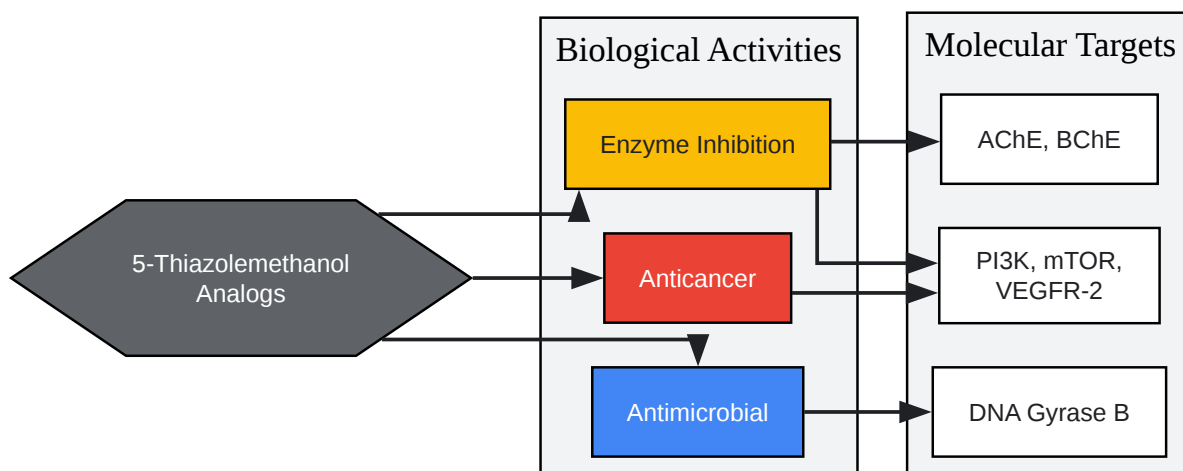 Biological Activities
Molecular Targets
Enzyme Inhibition
AChE, BChE
5-Thiazolemethanol
Analogs
Anticancer
PI3K, mTOR,
VEGFR-2
Antimicrobial
DNA Gyrase B